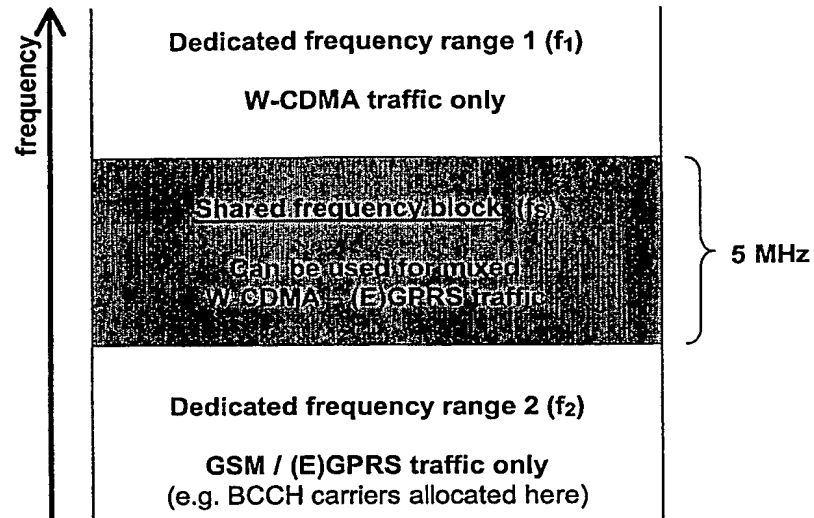 frequency
Dedicated frequency range 1 (f1)
W-CDMA traffic only
Shared frequency block (fs)
Can be used for mixed
W-CDMA – (E)GPRS traffic
5 MHz
Dedicated frequency range 2 (f2)
GSM / (E)GPRS traffic only
(e.g. BCCH carriers allocated here)